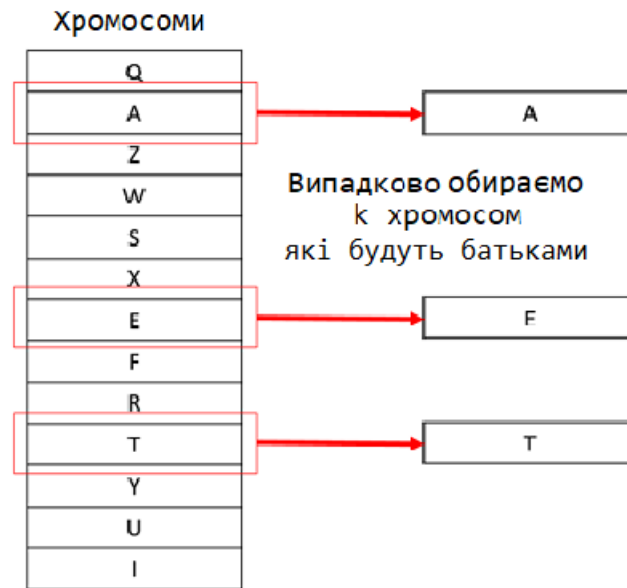 Хромосоми
Q
A
A
Z
W
Випадково обираємо
k хромосом
S
які будуть батьками
X
E
E
F
R
T
T
Y
U
I